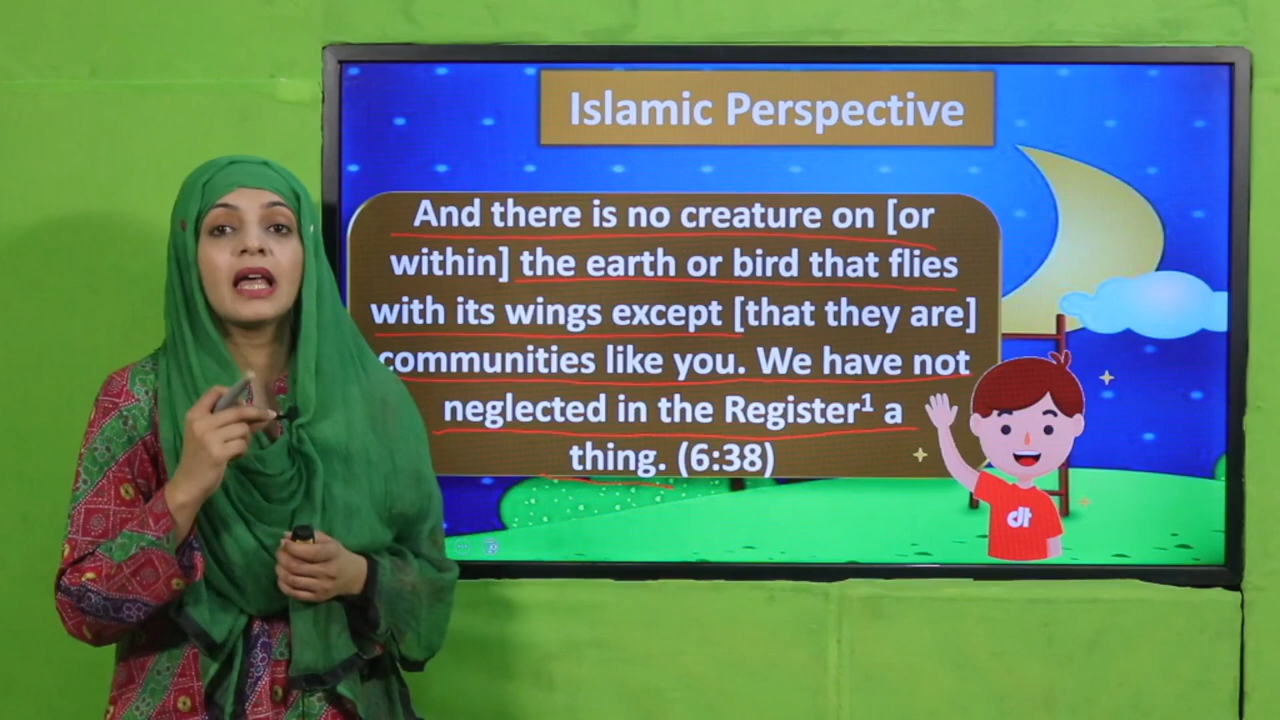 Islamic Perspective
And there is no creature on [or
within] the earth or bird that flies
with its wings except [that they are]
communities like you. We have not
neglected in the Register¹ a
thing. (6:38)
dt